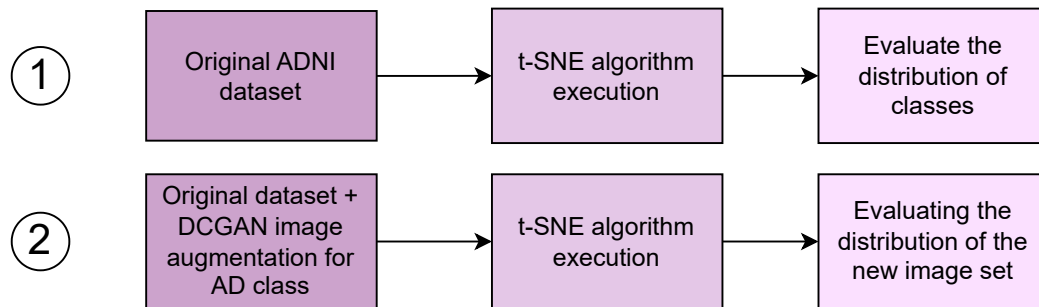 1
Original ADNI
dataset
t-SNE algorithm
execution
Evaluate the
distribution of
classes
2
Original dataset +
DCGAN image
augmentation for
AD class
t-SNE algorithm
execution
Evaluating the
distribution of the
new image set